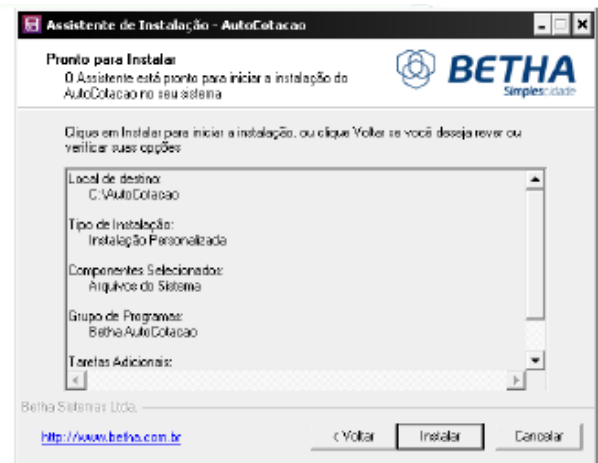 Assistente de Instalação - AutoCotacao
Pronto para Instalar
O Assistente está pronto para iniciar a instalação do
AutoCotacao no seu sistema
BETHA
Simplescidade
Clique em Instalar para iniciar a instalação, ou clique Voltar se você deseja rever ou
verificar suas opções
Local de destino:
C:\AutoCotacao
Tipo de Instalação:
Instalação Personalizada
Componentes Selecionados:
Arquivos do Sistema
Grupo de Programas:
Betha AutoCotacao
Tarefas Adicionais:
Betha Sistemas Ltda.
http://www.betha.com.br
< Voltar
Instalar
Cancelar